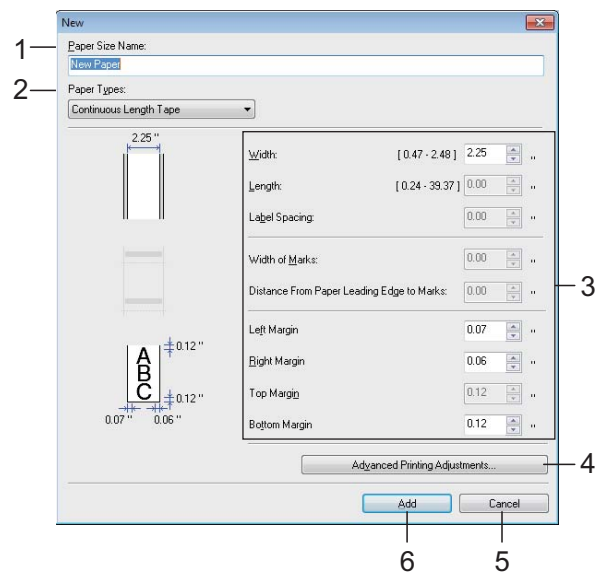 New
1
Paper Size Name:
New Paper
2
Paper Types:
Continuous Length Tape
2.25 "
Width: [ 0.47 - 2.48 ] 2.25 "
Length: [ 0.24 - 39.37 ] 0.00 "
Label Spacing: 0.00 "
Width of Marks: 0.00 "
Distance From Paper Leading Edge to Marks: 0.00 "
3
A
B
C
0.12 "
0.12 "
0.07 " 0.06 "
Left Margin 0.07 "
Right Margin 0.06 "
Top Margin 0.12 "
Bottom Margin 0.12 "
Advanced Printing Adjustments...
4
Add Cancel
6 5